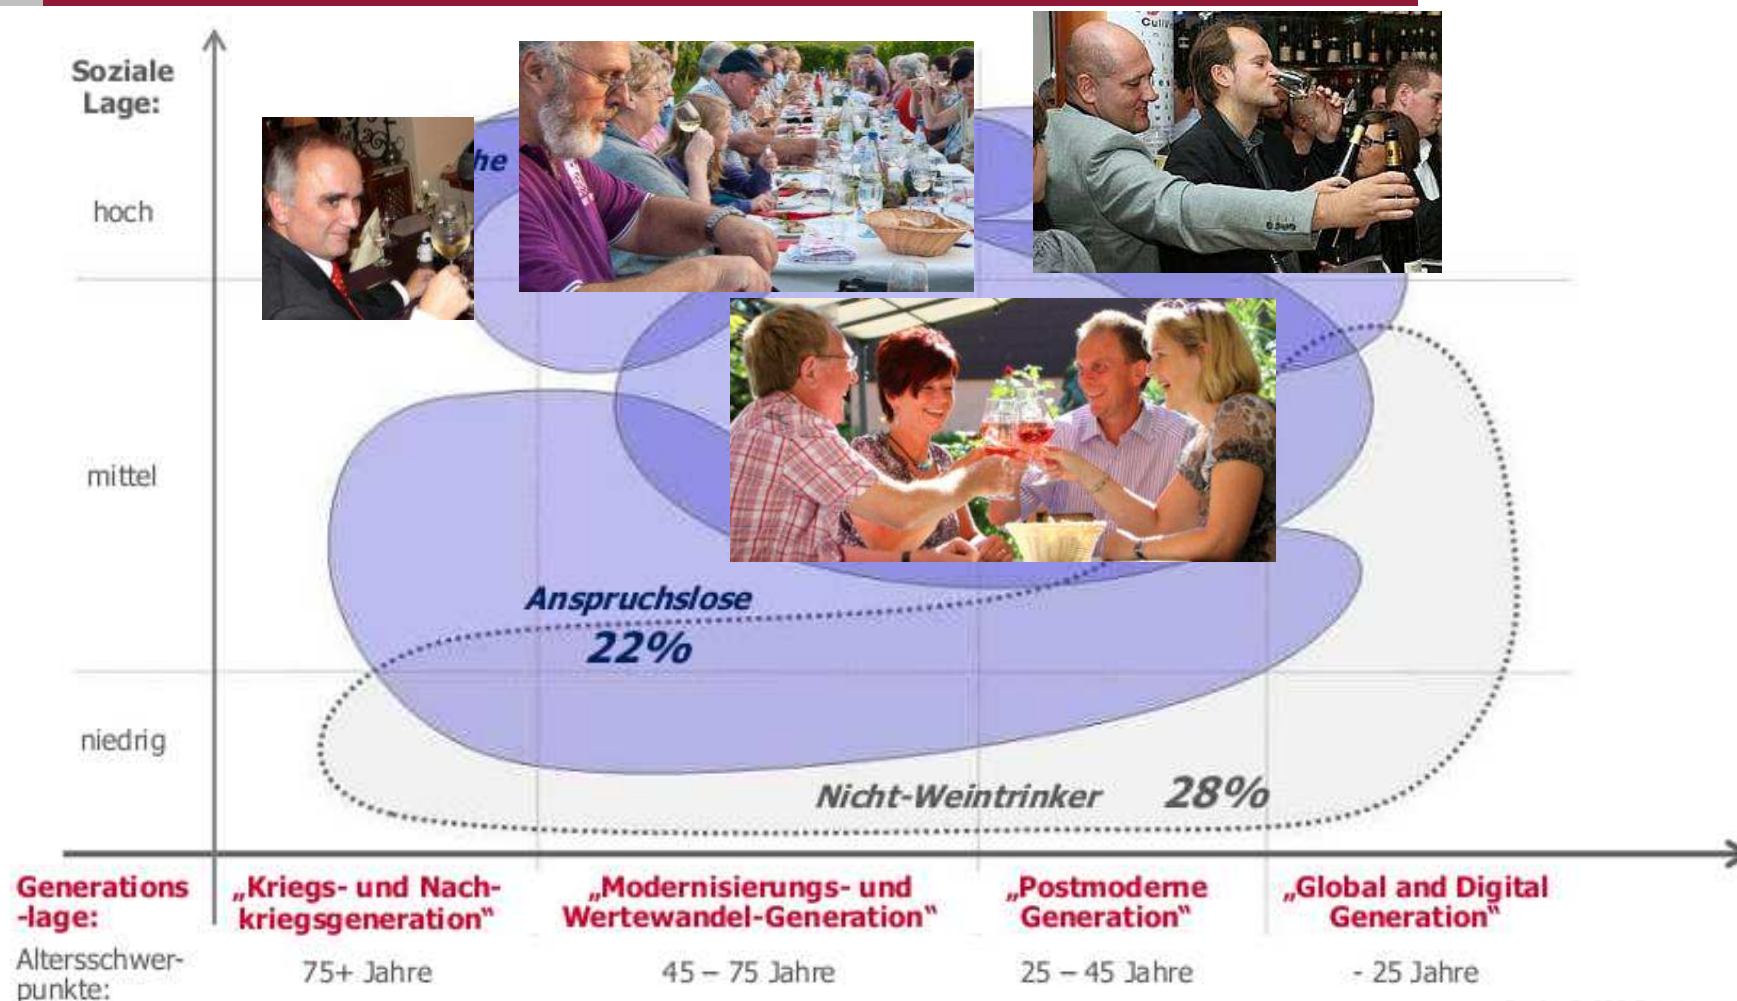 Soziale
Lage:
hoch
he
mittel
Anspruchslose
22%
niedrig
Nicht-Weintrinker 28%
Generations
-lage:
„Kriegs- und Nach-
kriegsgeneration“
„Modernisierungs- und
Wertewandel-Generation“
„Postmoderne
Generation“
„Global and Digital
Generation“
Altersschwer-
punkte:
75+ Jahre
45 – 75 Jahre
25 – 45 Jahre
- 25 Jahre